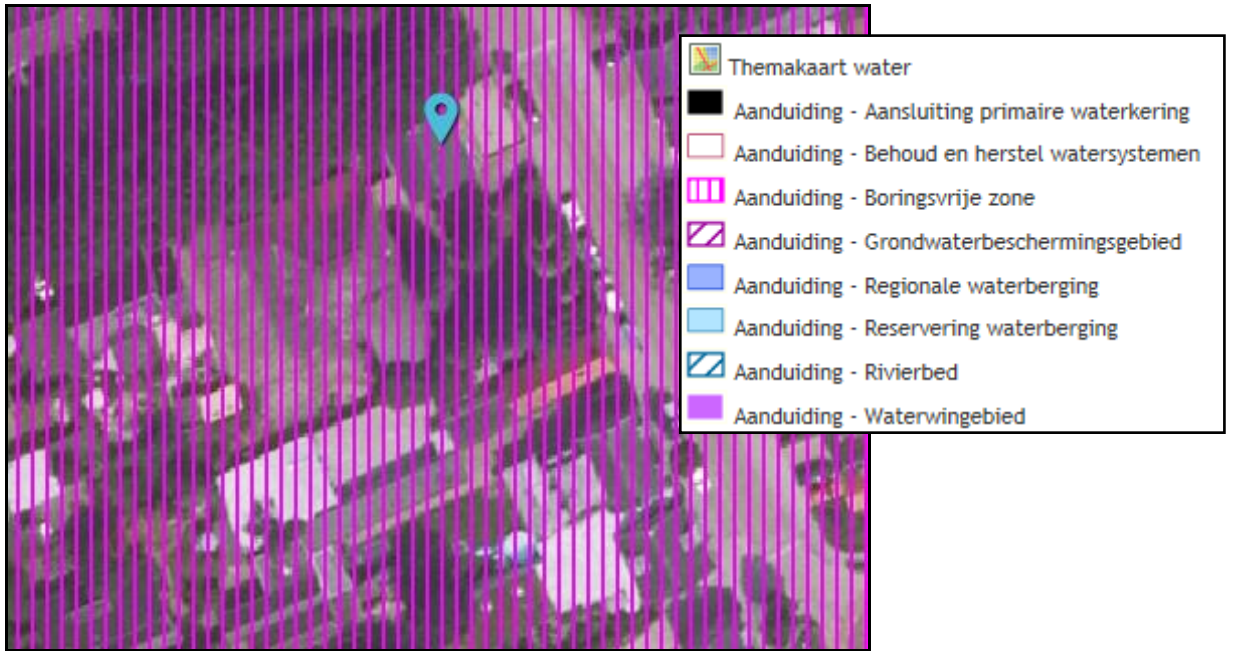 Themakaart water
Aanduiding - Aansluiting primaire waterkering
Aanduiding - Behoud en herstel watersystemen
Aanduiding - Boringsvrije zone
Aanduiding - Grondwaterbeschermingsgebied
Aanduiding - Regionale waterberging
Aanduiding - Reservering waterberging
Aanduiding - Rivierbed
Aanduiding - Waterwingebied